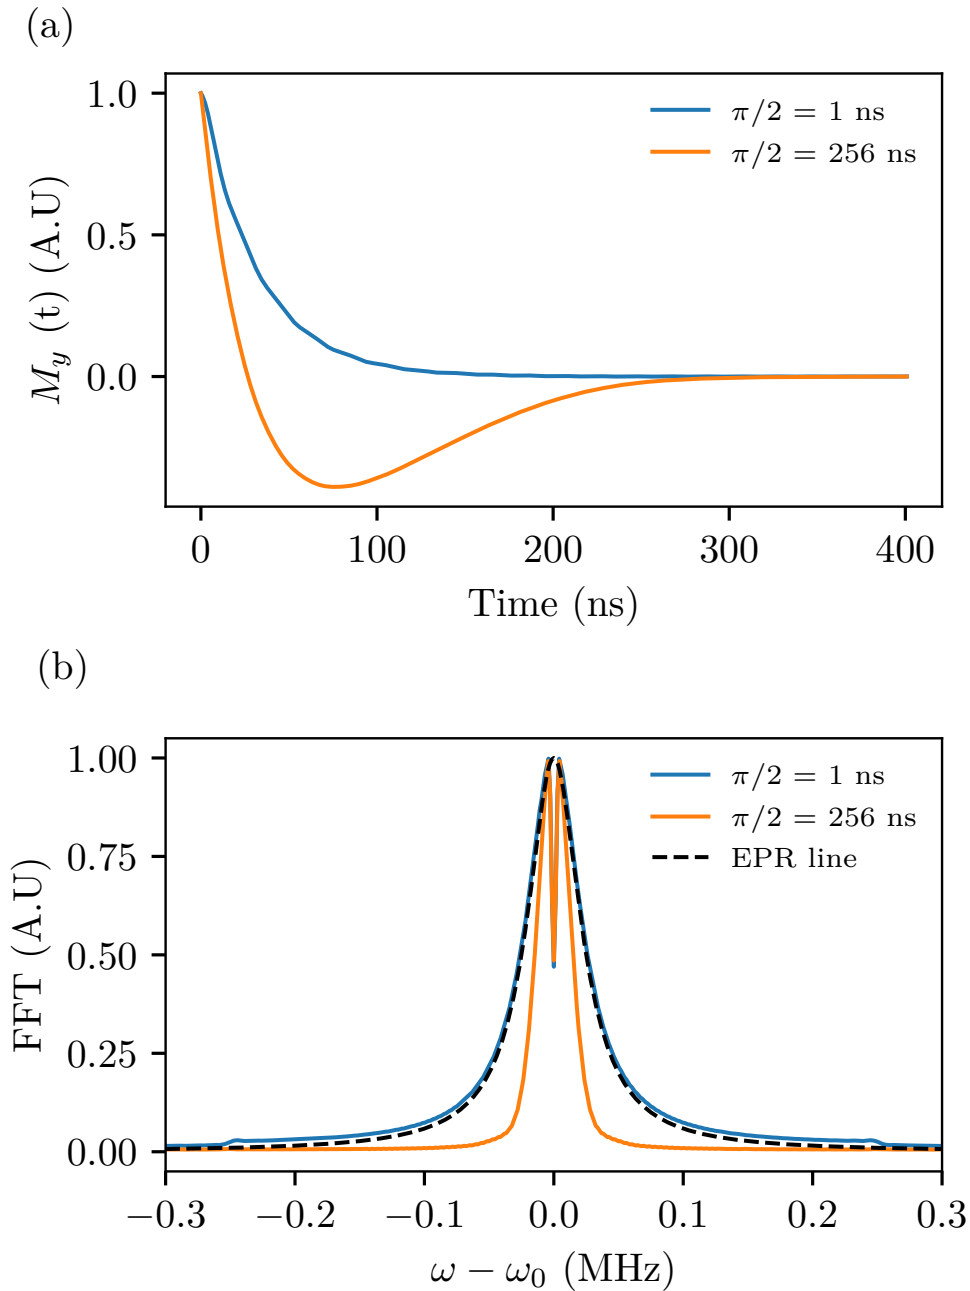 (a)
1.0
0.5
0.0
M_y (t) (A.U)
π/2 = 1 ns
π/2 = 256 ns
0 100 200 300 400
Time (ns)
(b)
1.00
0.75
0.50
0.25
0.00
FFT (A.U)
π/2 = 1 ns
π/2 = 256 ns
EPR line
−0.3 −0.2 −0.1 0.0 0.1 0.2 0.3
ω − ω₀ (MHz)